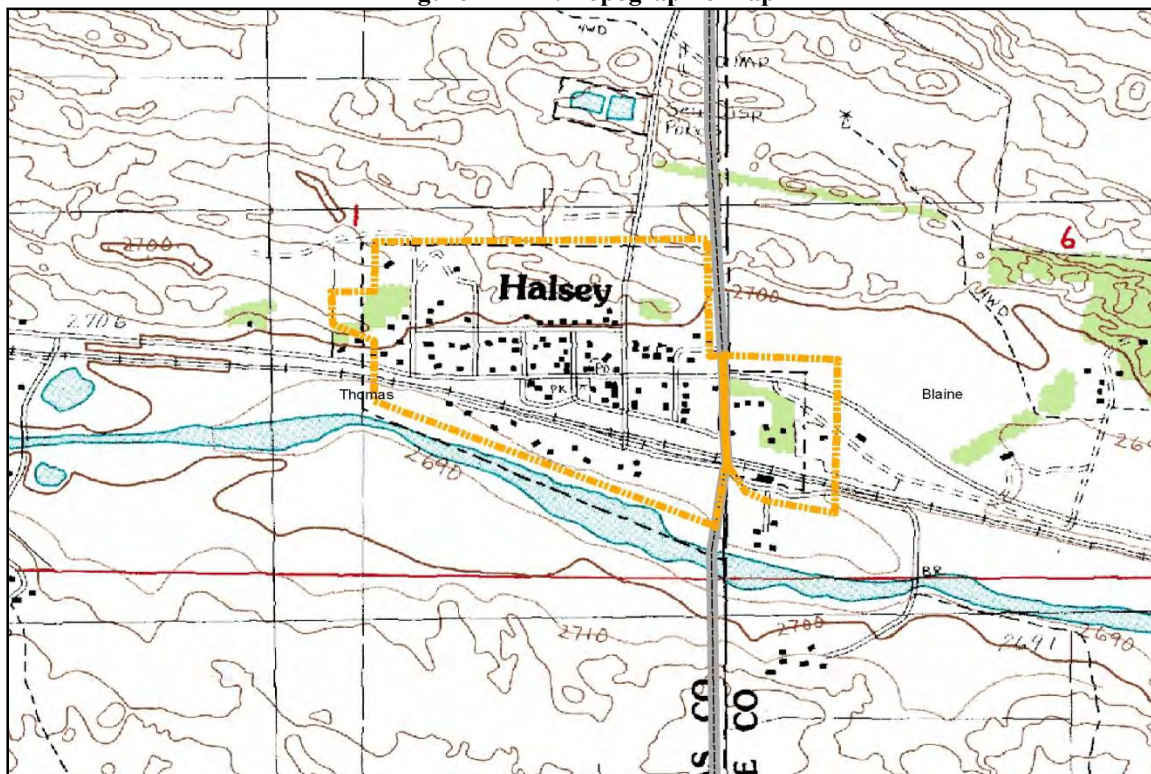 4WD
DUMP
SEW DISP
PONDS
1
6
2700
Halsey
2700
4WD
2706
PO
PK
Thomas
Blaine
2690
BR
2710
2700
2691
2690
S CO
E CO